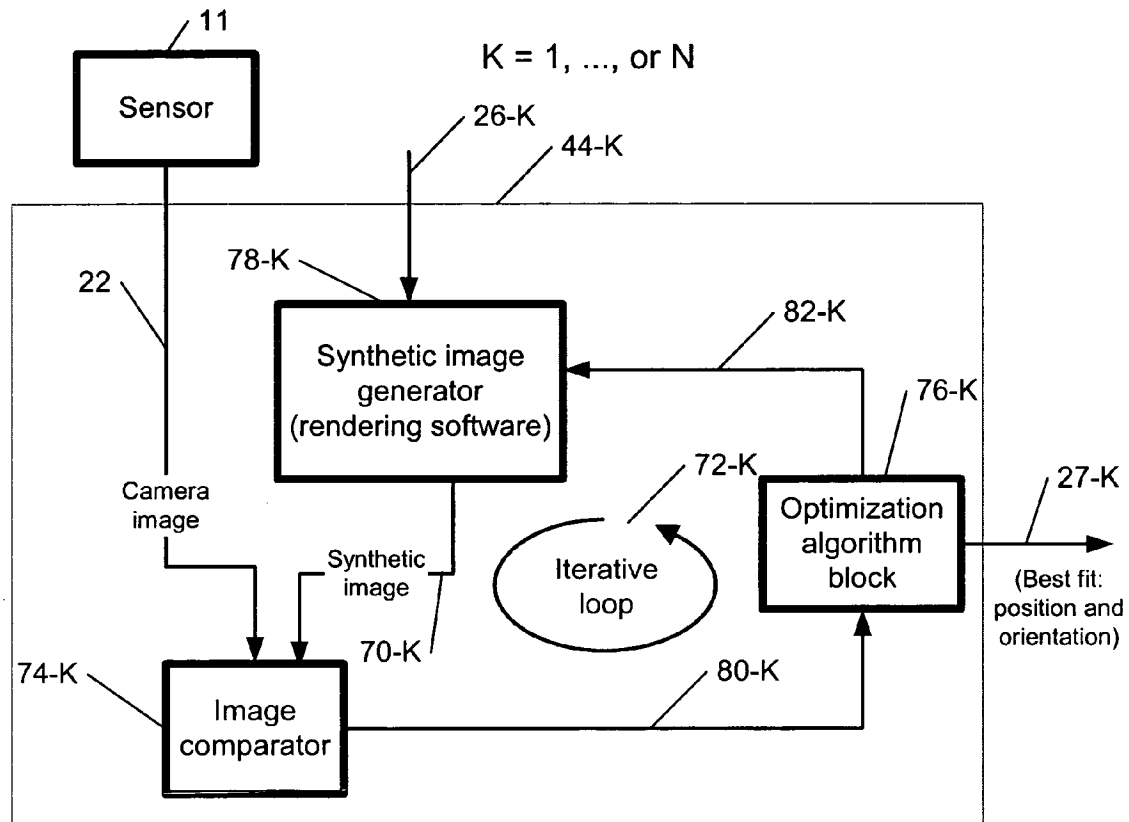 11
K = 1, ..., or N
Sensor
26-K
44-K
22
78-K
82-K
Synthetic image
generator
(rendering software)
76-K
72-K
27-K
Camera
image
Optimization
algorithm
block
Synthetic
image
Iterative
loop
(Best fit:
position and
orientation)
70-K
74-K
80-K
Image
comparator